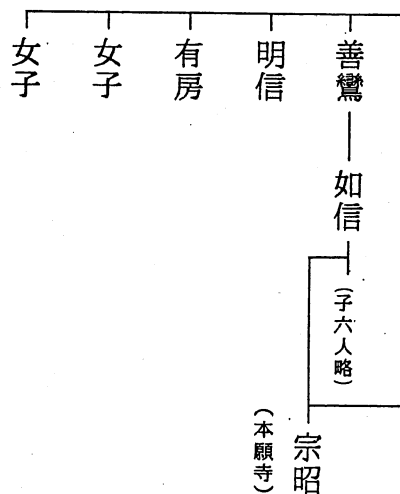 善鸞
如信
(子六人略)
宗昭
(本願寺)
明信
有房
女子
女子